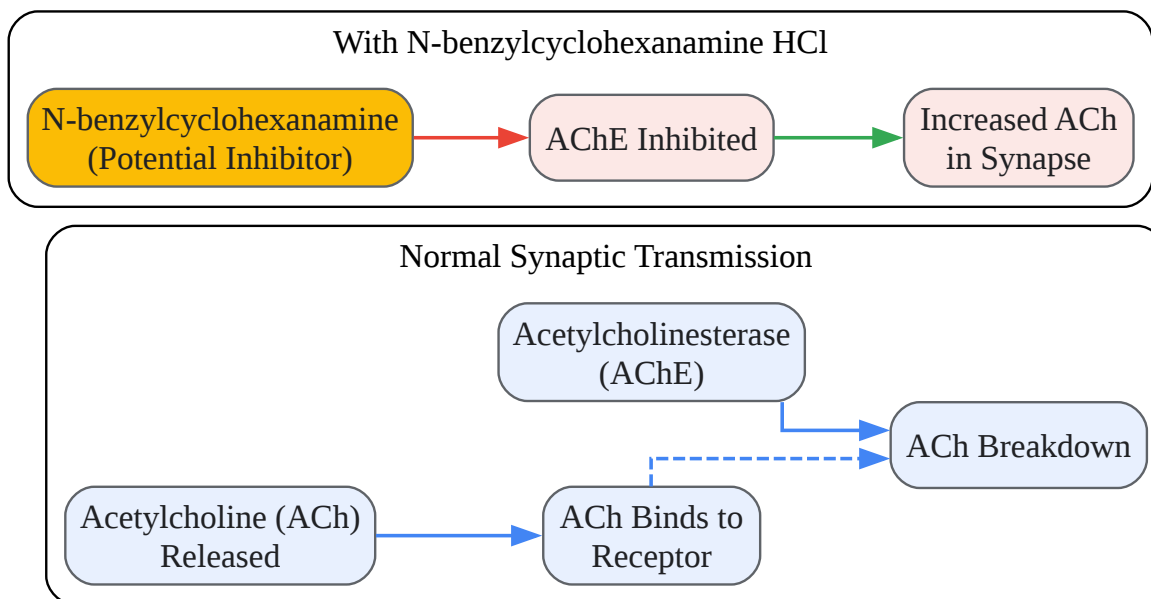 With N-benzylcyclohexanamine HCl
N-benzylcyclohexanamine
(Potential Inhibitor)
AChE Inhibited
Increased ACh
in Synapse
Normal Synaptic Transmission
Acetylcholinesterase
(AChE)
ACh Breakdown
Acetylcholine (ACh)
Released
ACh Binds to
Receptor